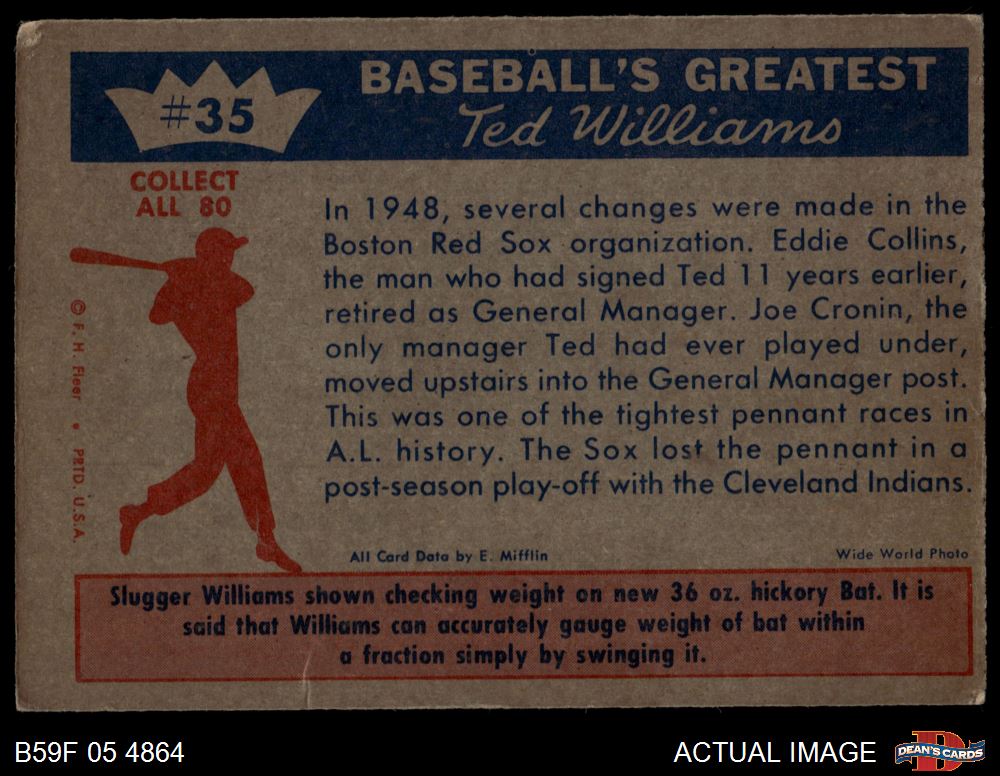 #35
BASEBALL'S GREATEST
Ted Williams
COLLECT
ALL 80
In 1948, several changes were made in the
Boston Red Sox organization. Eddie Collins,
the man who had signed Ted 11 years earlier,
retired as General Manager. Joe Cronin, the
only manager Ted had ever played under,
moved upstairs into the General Manager post.
This was one of the tightest pennant races in
A.L. history. The Sox lost the pennant in a
post-season play-off with the Cleveland Indians.
© F. H. Fleer • PRTD. U.S.A.
All Card Data by E. Mifflin
Wide World Photo
Slugger Williams shown checking weight on new 36 oz. hickory Bat. It is
said that Williams can accurately gauge weight of bat within
a fraction simply by swinging it.
B59F 05 4864
ACTUAL IMAGE
DEAN'S CARDS